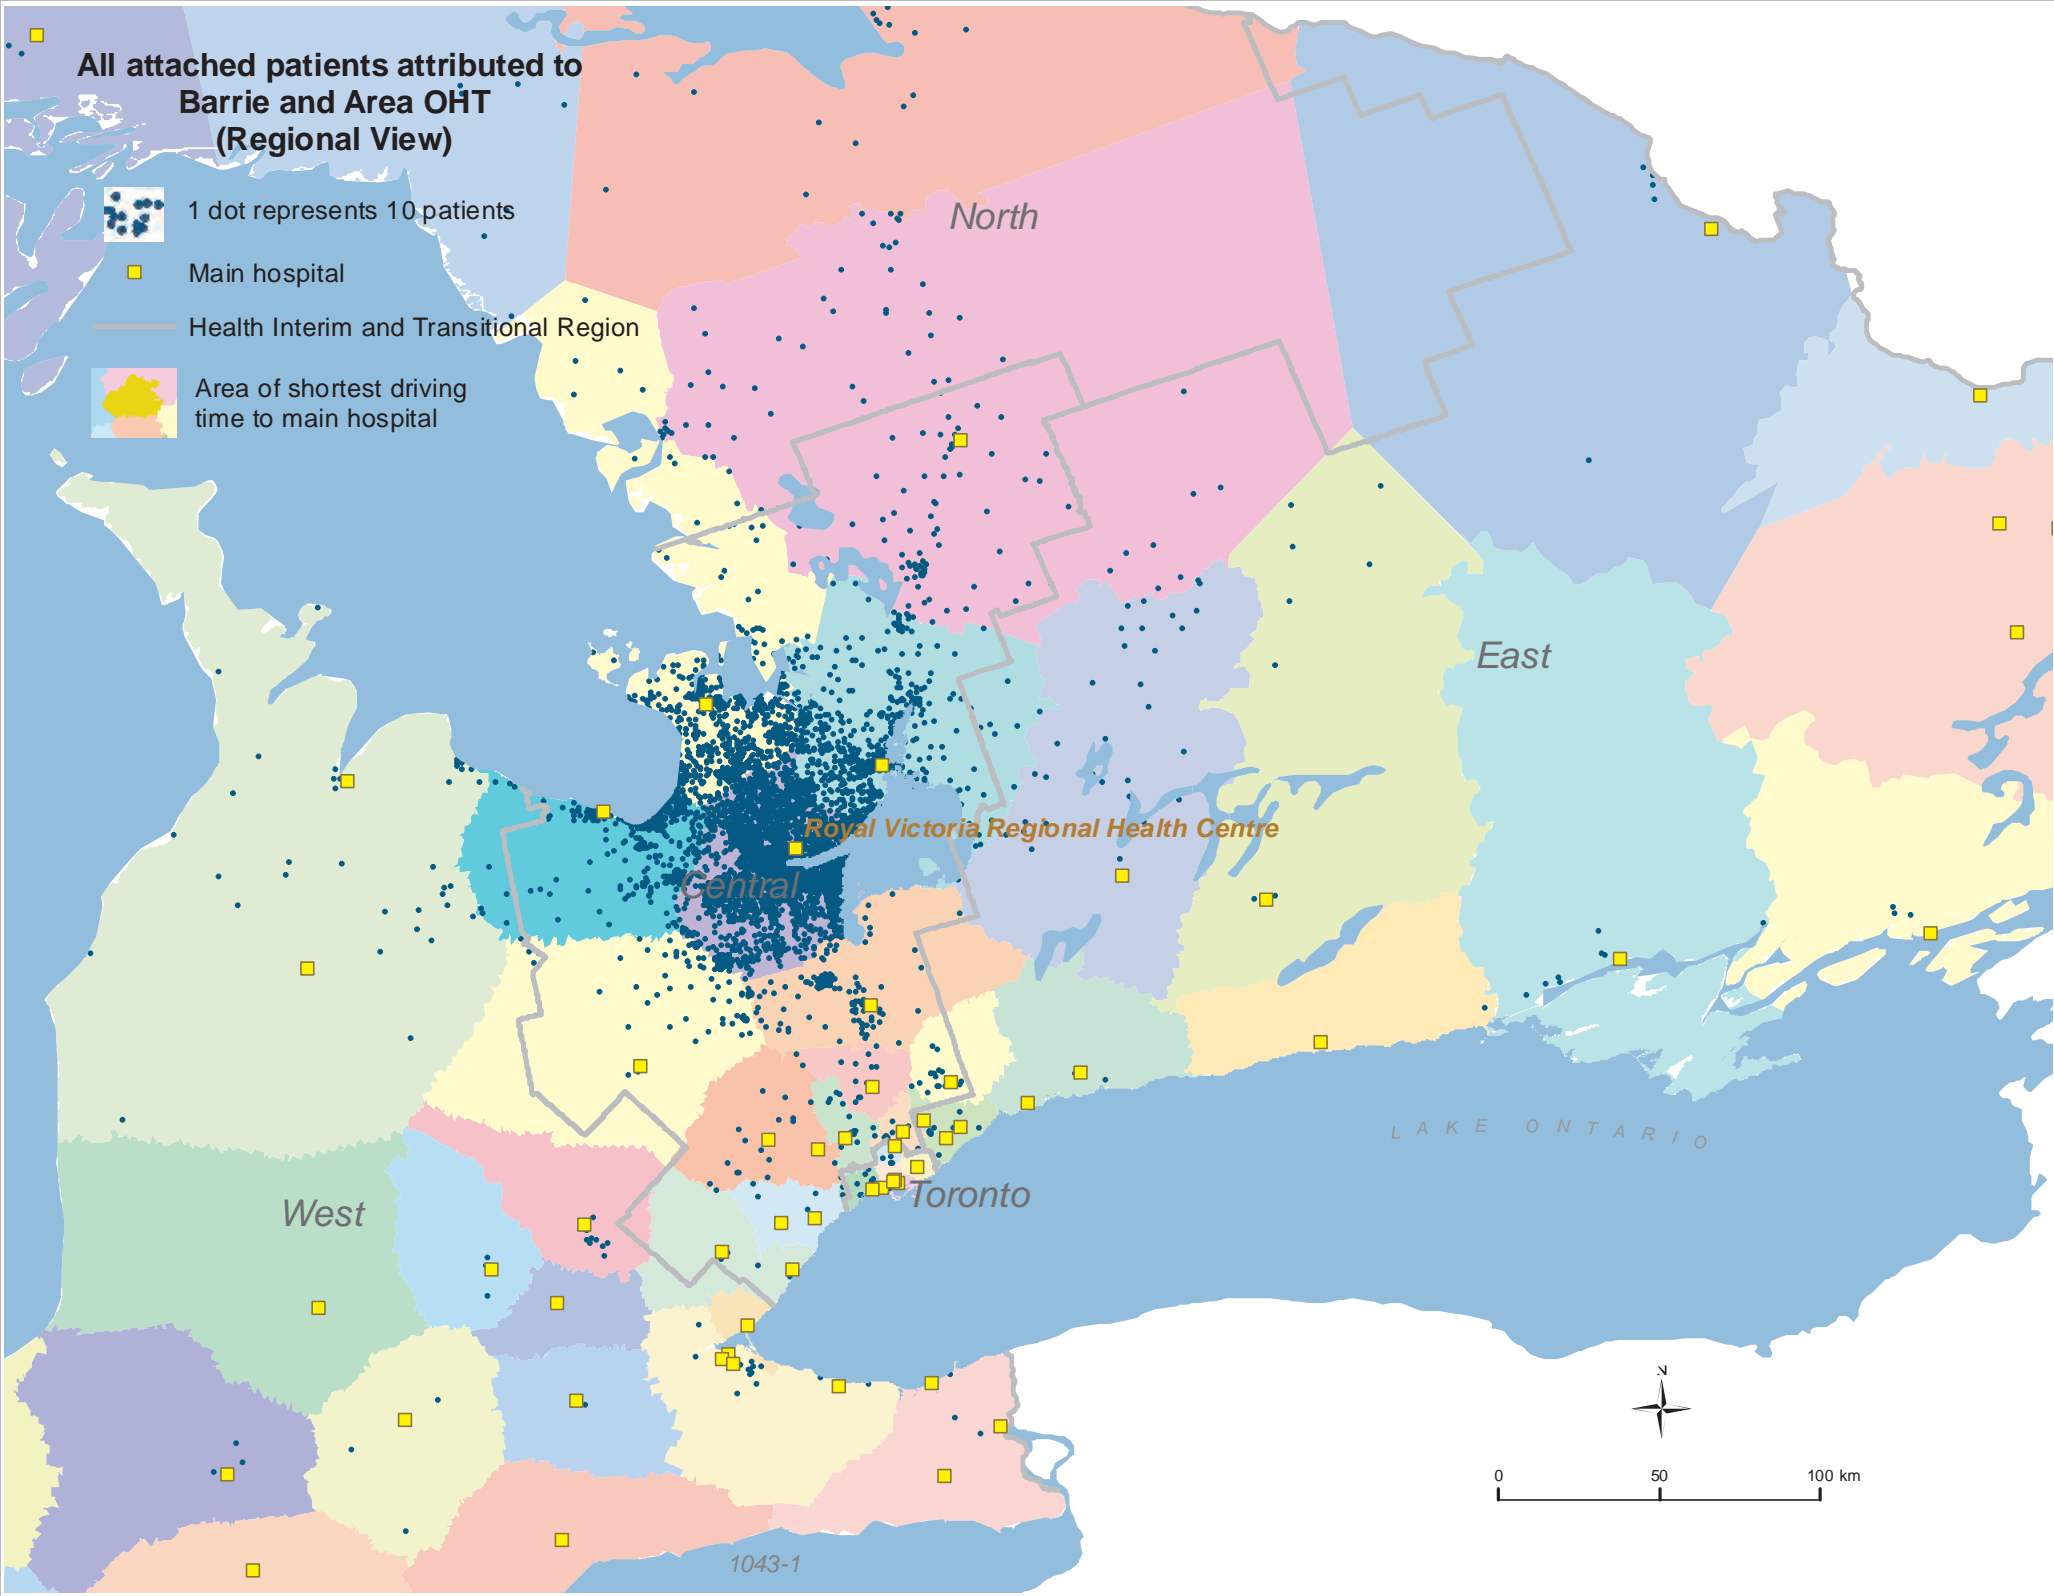 All attached patients attributed to
Barrie and Area OHT
(Regional View)
1 dot represents 10 patients
Main hospital
Health Interim and Transitional Region
Area of shortest driving
time to main hospital
North
East
Royal Victoria Regional Health Centre
Central
LAKE ONTARIO
West
Toronto
N
0 50 100 km
1043-1